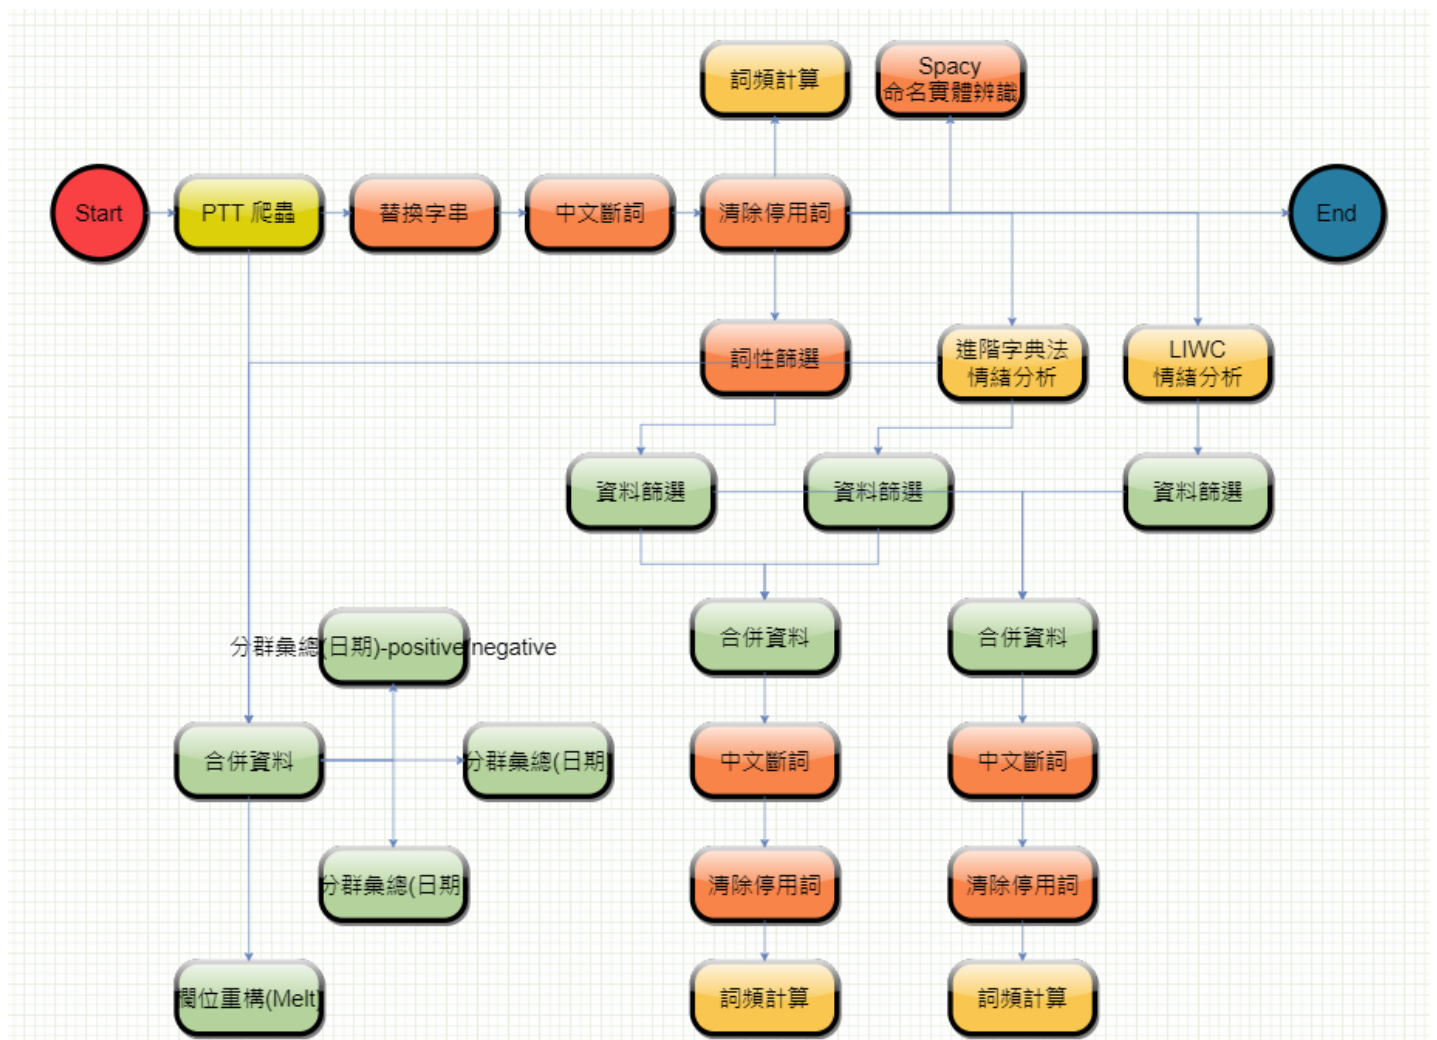 詞頻計算
Spacy
命名實體辨識
Start
PTT 爬蟲
替換字串
中文斷詞
清除停用詞
End
詞性篩選
進階字典法
情緒分析
LIWC
情緒分析
資料篩選
資料篩選
資料篩選
分群彙總(日期)-positive/negative
合併資料
合併資料
合併資料
分群彙總(日期
中文斷詞
中文斷詞
分群彙總(日期
清除停用詞
清除停用詞
欄位重構(Melt)
詞頻計算
詞頻計算